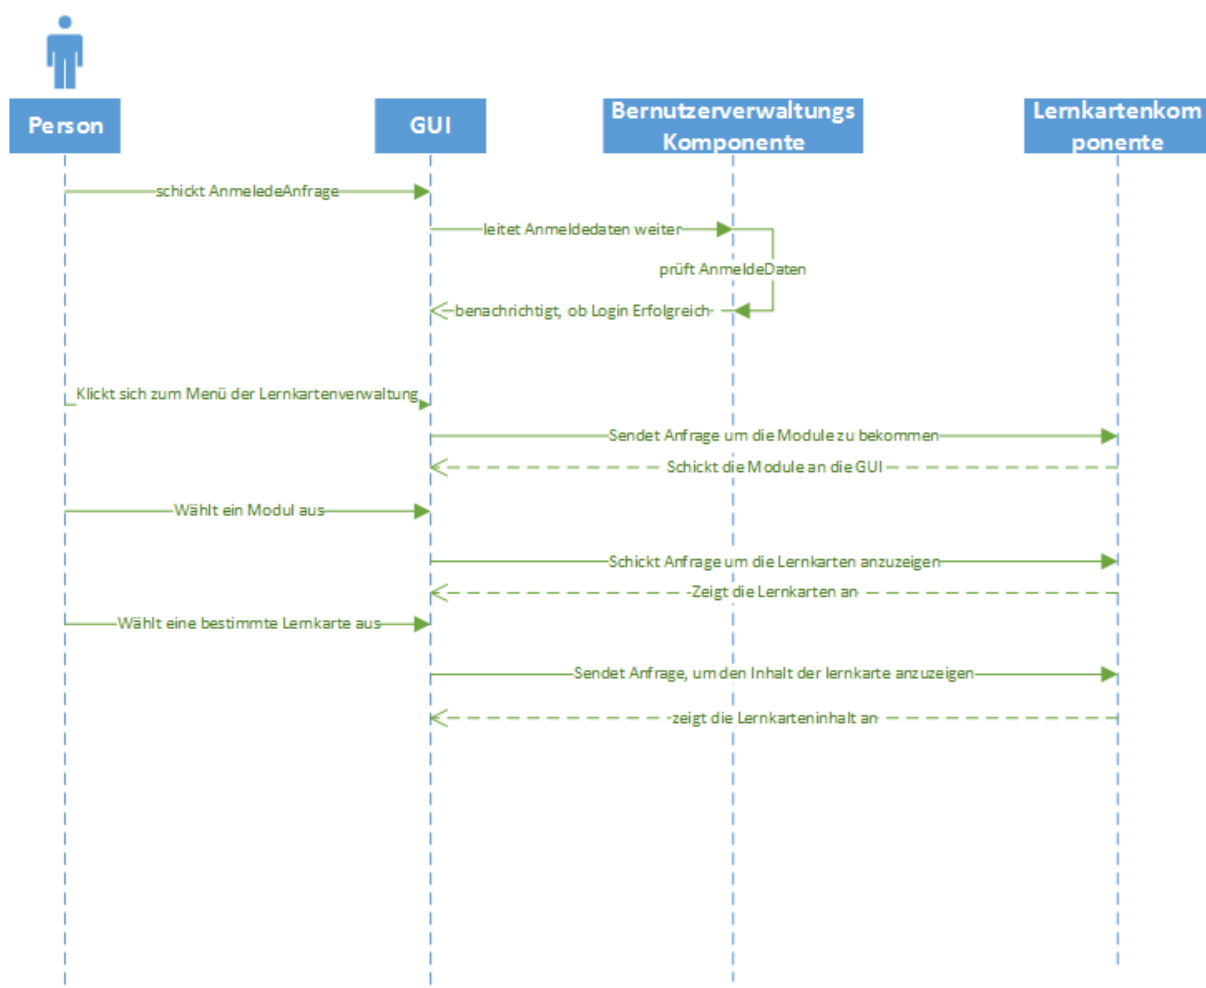 Person
GUI
Bernutzerverwaltungs
Komponente
Lernkartenkom
ponente
schickt AnmeledeAnfrage
leitet Anmeldedaten weiter
prüft AnmeldeDaten
benachrichtigt, ob Login Erfolgreich
Klickt sich zum Menü der Lernkartenverwaltung
Sendet Anfrage um die Module zu bekommen
Schickt die Module an die GUI
Wählt ein Modul aus
Schickt Anfrage um die Lernkarten anzuzeigen
Zeigt die Lernkarten an
Wählt eine bestimmte Lernkarte aus
Sendet Anfrage, um den Inhalt der lernkarte anzuzeigen
zeigt die Lernkarteninhalt an